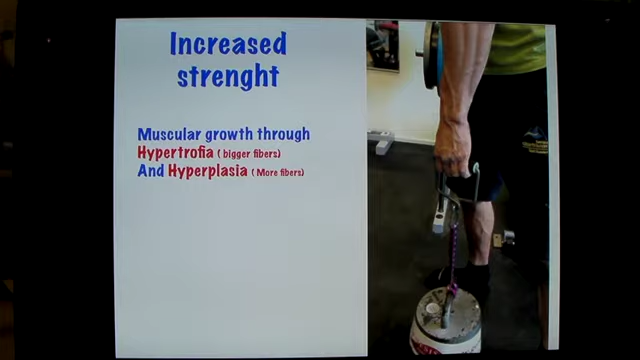 Increased
strenght
Muscular growth through
Hypertrofia ( bigger fibers)
And Hyperplasia ( More fibers)